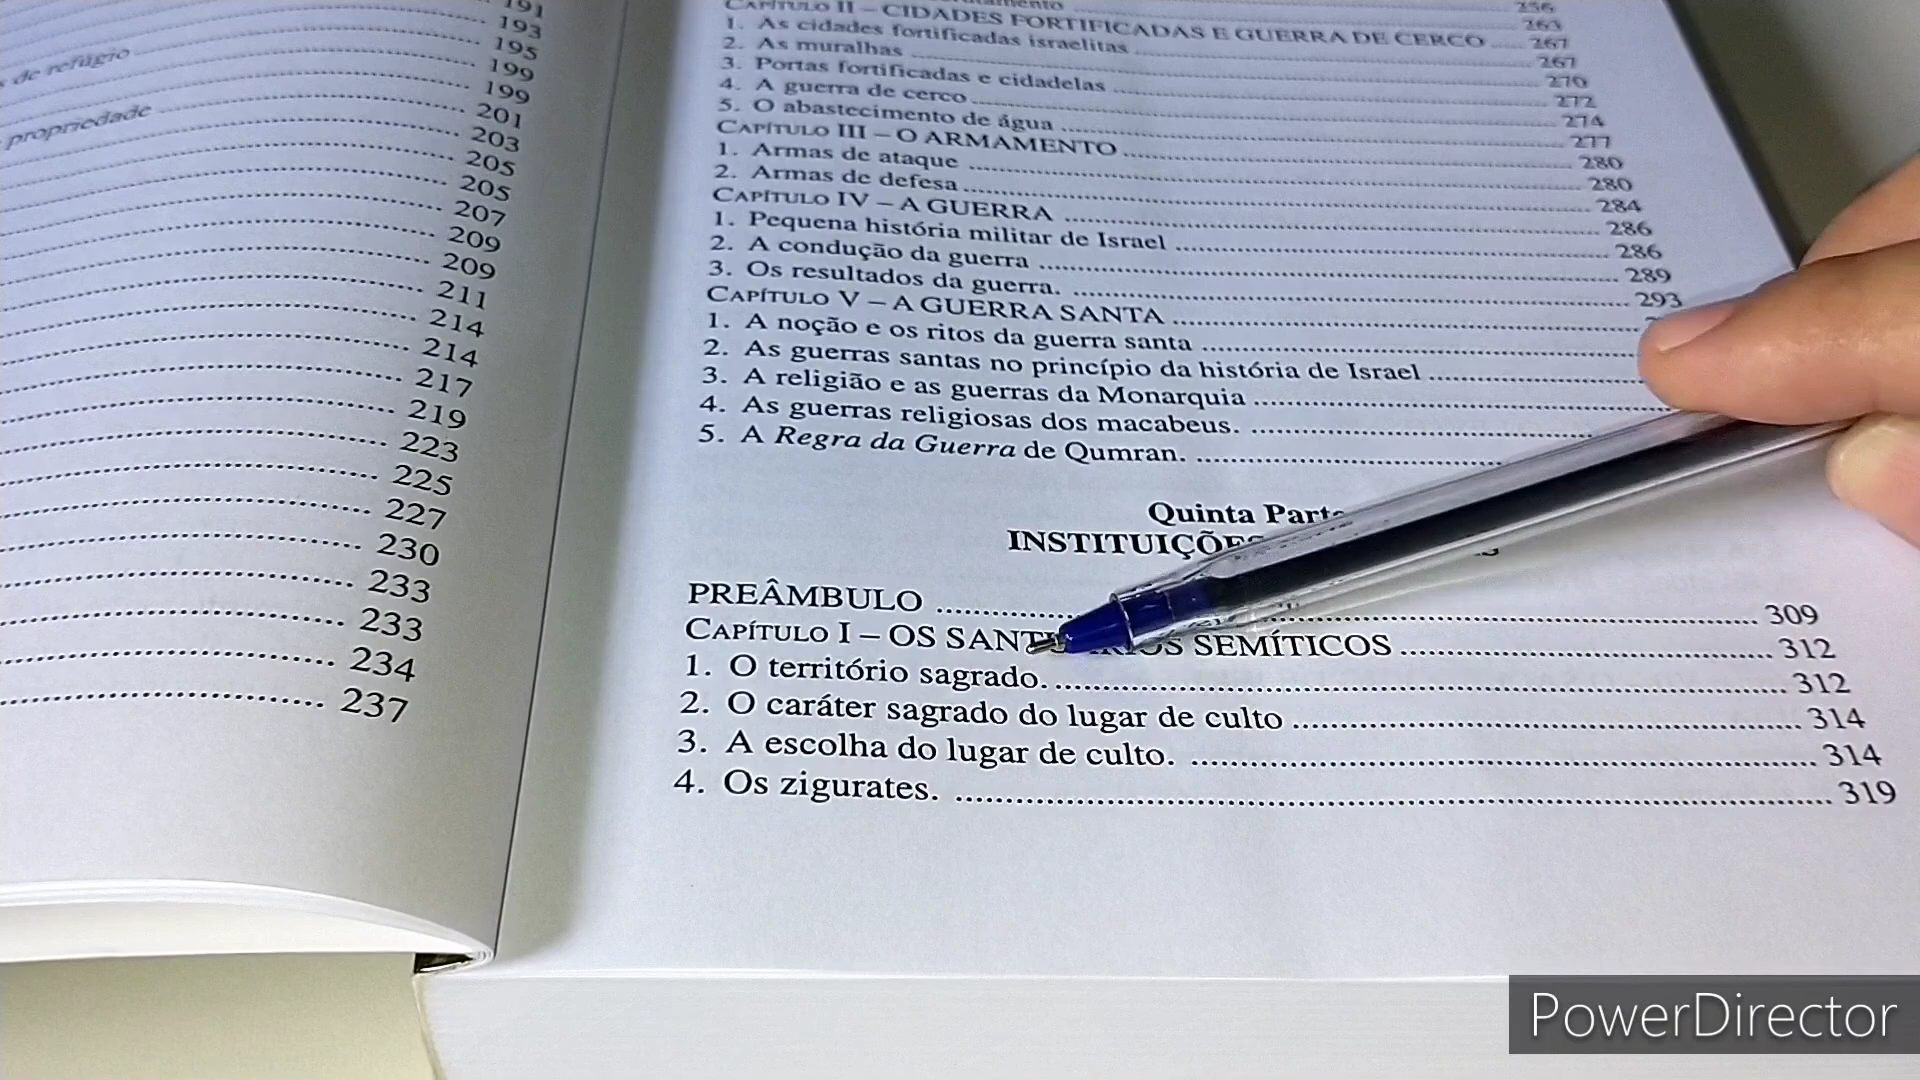 191
193
195
199
199
201
203
205
205
207
209
209
211
214
214
217
219
223
225
227
230
233
233
234
237
s de refúgio
propriedade
256
CAPÍTULO II – CIDADES FORTIFICADAS E GUERRA DE CERCO
1. As cidades fortificadas israelitas
2. As muralhas
3. Portas fortificadas e cidadelas
4. A guerra de cerco
5. O abastecimento de água
CAPÍTULO III – O ARMAMENTO
1. Armas de ataque
2. Armas de defesa
CAPÍTULO IV – A GUERRA
1. Pequena história militar de Israel
2. A condução da guerra
3. Os resultados da guerra.
CAPÍTULO V – A GUERRA SANTA
1. A noção e os ritos da guerra santa
2. As guerras santas no princípio da história de Israel
3. A religião e as guerras da Monarquia
4. As guerras religiosas dos macabeus.
5. A Regra da Guerra de Qumran.
263
267
267
270
272
274
277
280
280
284
286
286
289
293
Quinta Parte
PREÂMBULO ........ 309
CAPÍTULO I – OS SEMÍTICOS ........ 312
1. O território sagrado. ........ 312
2. O caráter sagrado do lugar de culto ........ 314
3. A escolha do lugar de culto. ........ 314
4. Os zigurates. ........ 319
PowerDirector